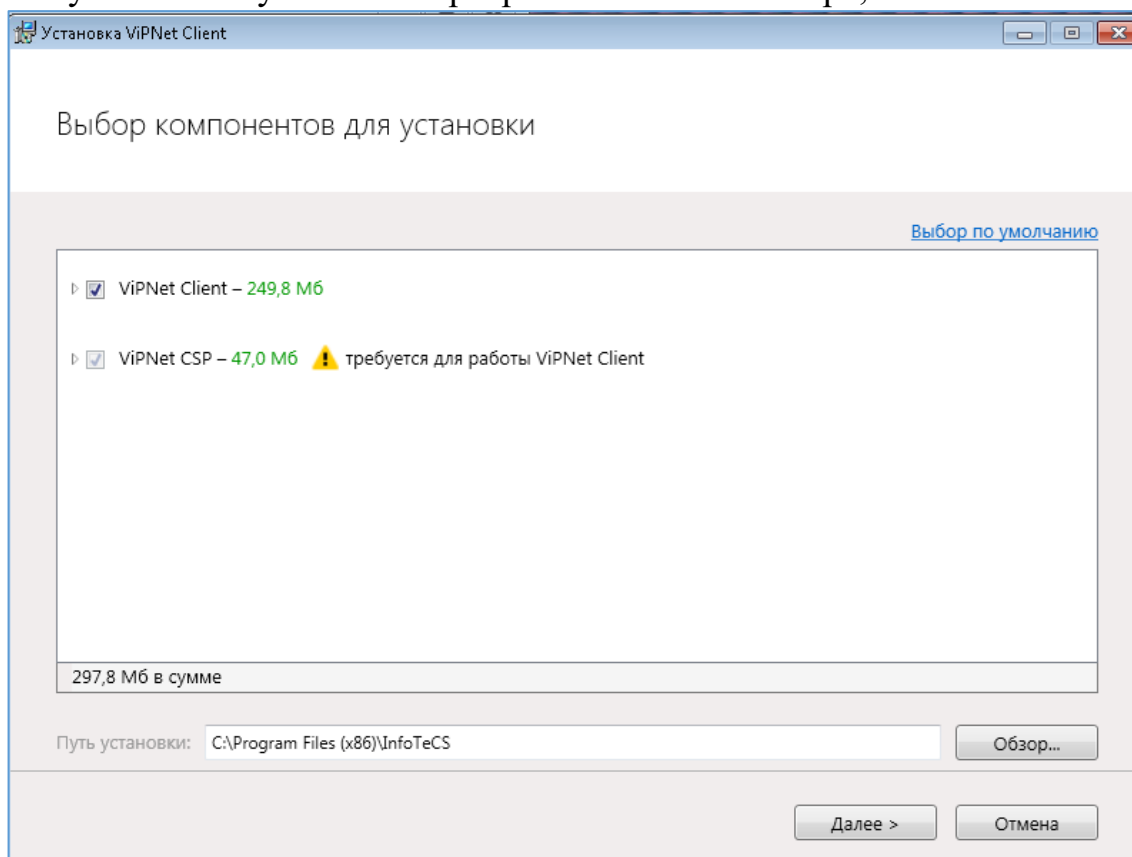 Установка ViPNet Client
Выбор компонентов для установки
Выбор по умолчанию
ViPNet Client – 249,8 Мб
ViPNet CSP – 47,0 Мб требуется для работы ViPNet Client
297,8 Мб в сумме
Путь установки: C:\Program Files (x86)\InfoTeCS Обзор...
Далее > Отмена